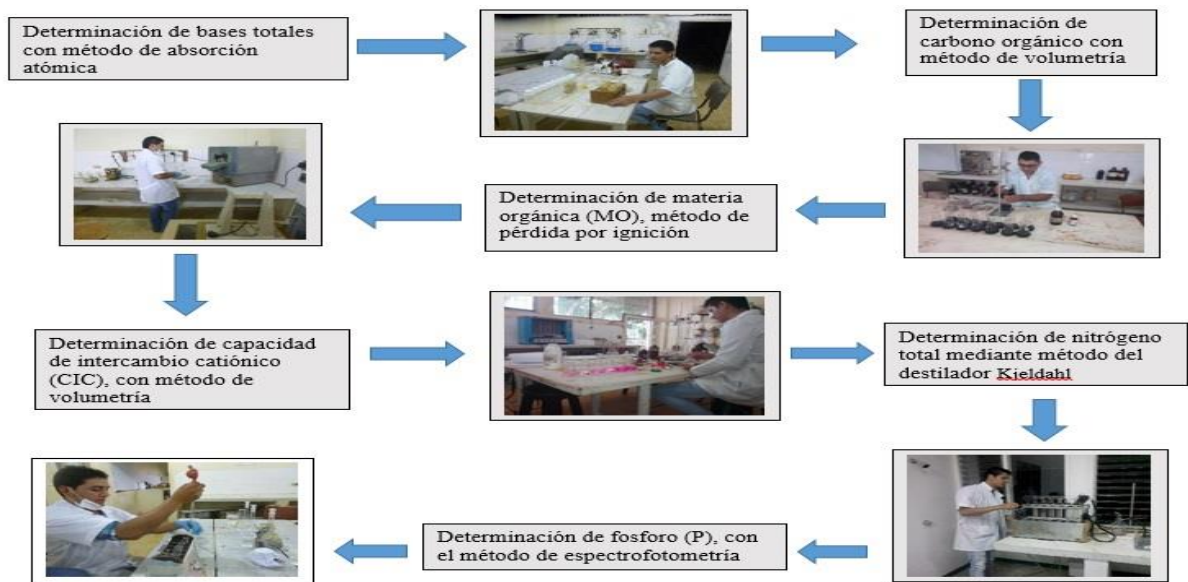 Determinación de bases totales
con método de absorción
atómica
Determinación de
carbono orgánico con
método de volumetría
Determinación de materia
orgánica (MO), método de
pérdida por ignición
Determinación de capacidad
de intercambio catiónico
(CIC), con método de
volumetría
Determinación de nitrógeno
total mediante método del
destilador Kjeldahl
Determinación de fosforo (P), con
el método de espectrofotometría